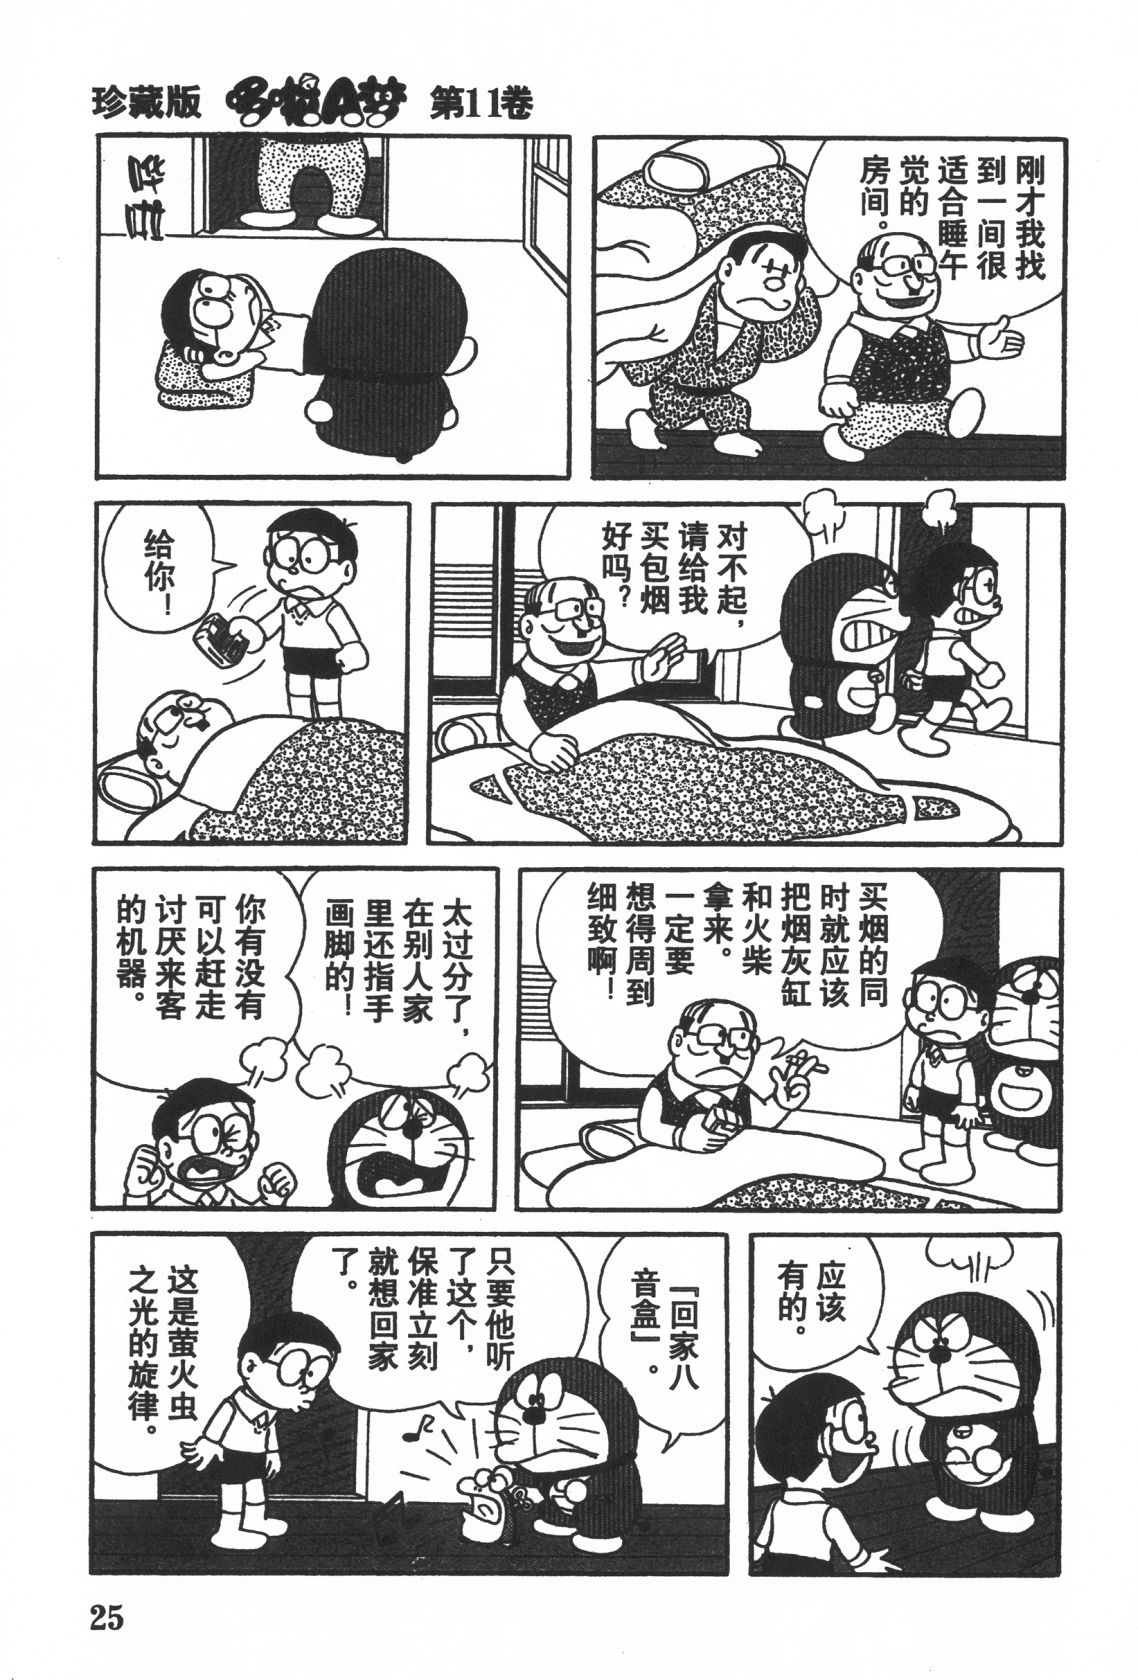 珍藏版 哆啦A梦 第11卷
刚才我找
到一间很
适合睡午
觉的
房间。
对不起，
请给我
买包烟
好吗？
给你！
买烟的同
时就应该
把烟灰缸
和火柴
拿来。
一定要
想得周到
细致啊！
太过分了，
在别人家
里还指手
画脚的！
你有没有
可以赶走
讨厌来客
的机器。
应该
有的。
『回家八
音盒』。
只要他听
了这个，
保准立刻
就想回家
了。
这是萤火虫
之光的旋律。
25